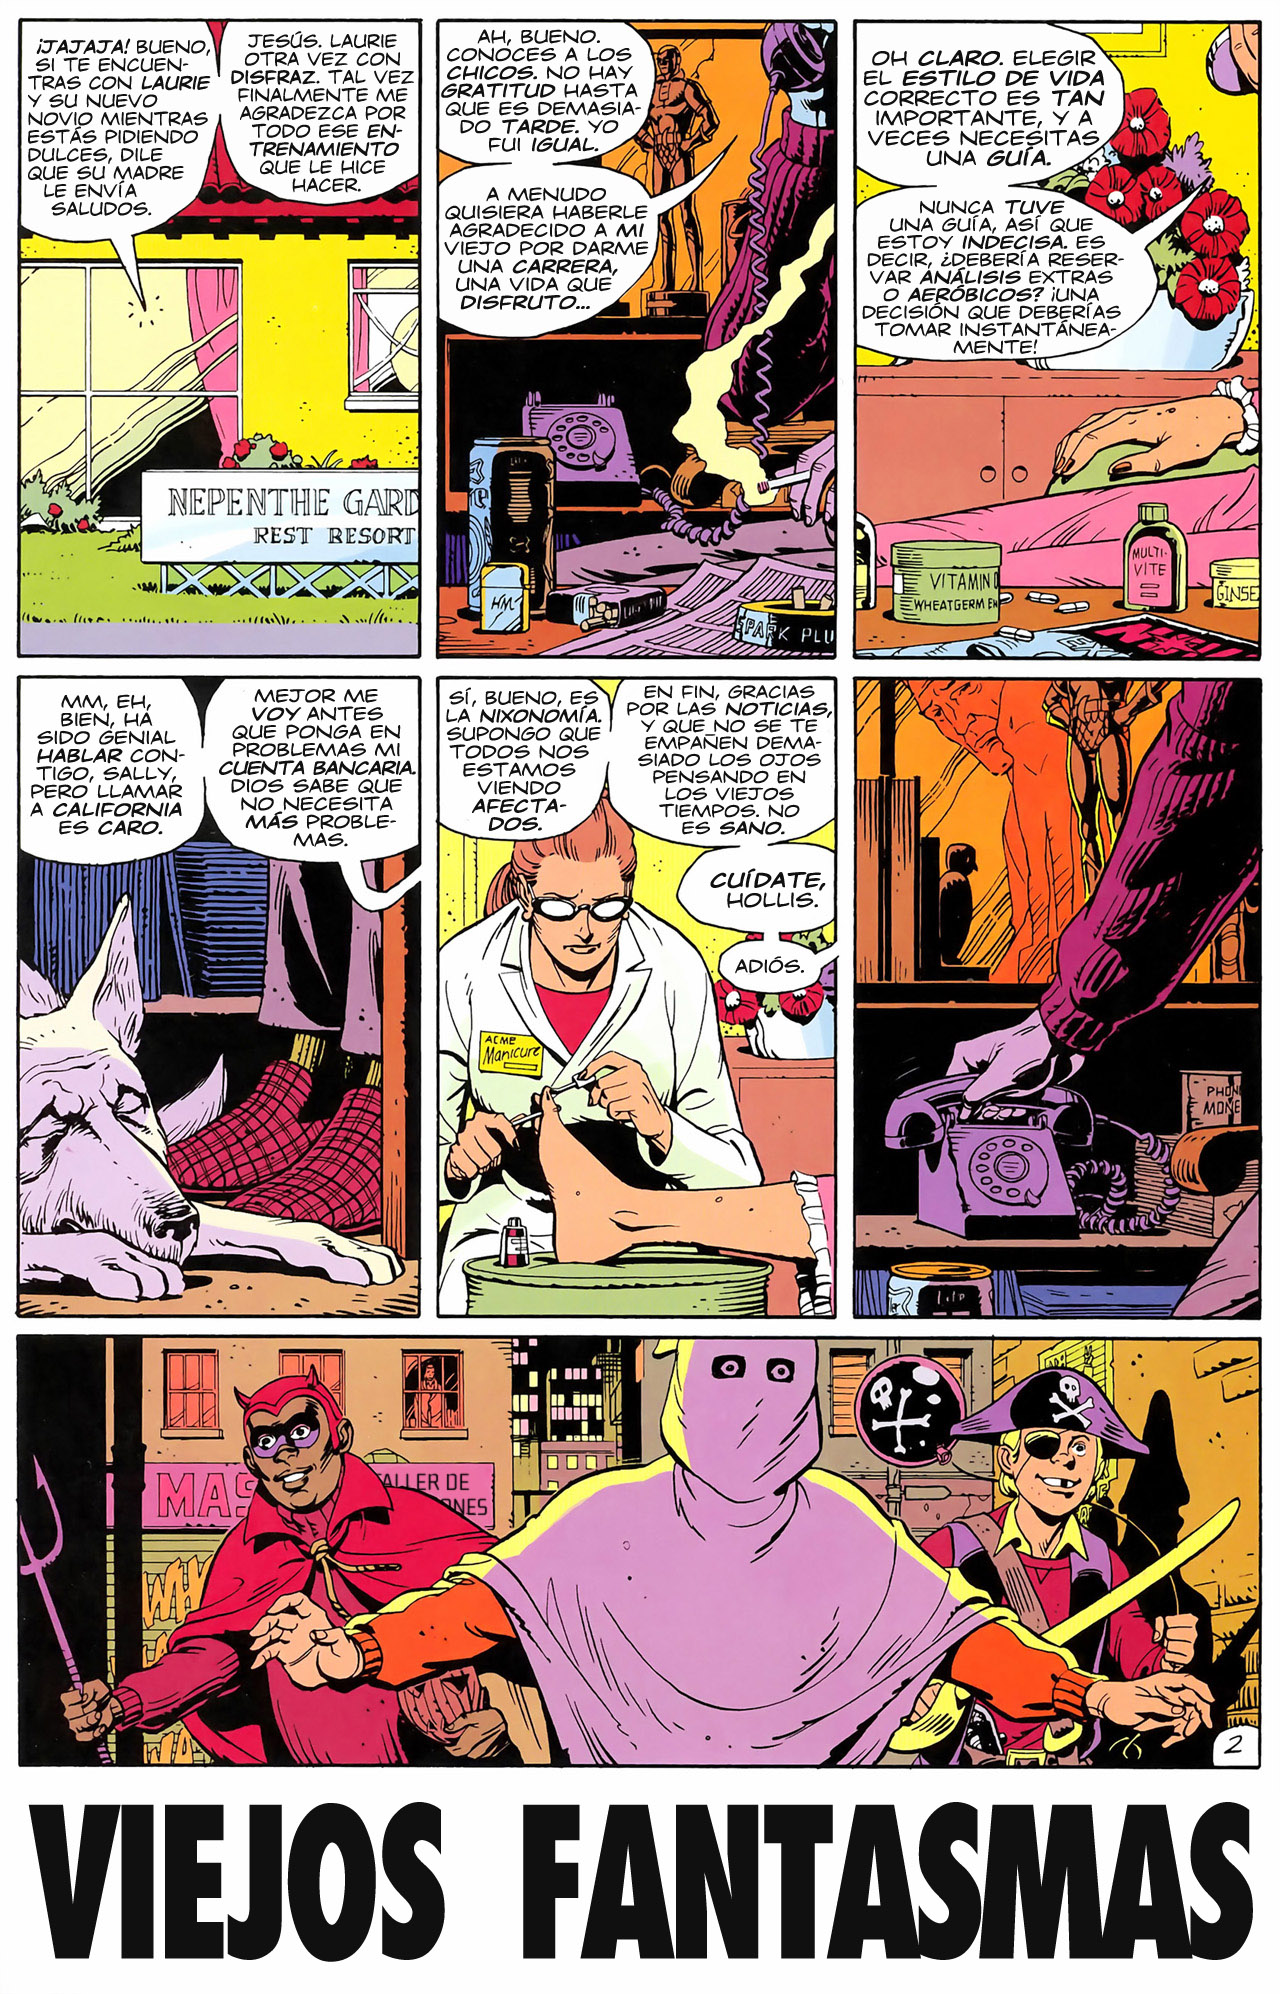 ¡JAJAJA! BUENO,
SI TE ENCUEN-
TRAS CON LAURIE
Y SU NUEVO
NOVIO MIENTRAS
ESTÁS PIDIENDO
DULCES, DILE
QUE SU MADRE
LE ENVÍA
SALUDOS.
JESÚS. LAURIE
OTRA VEZ CON
DISFRAZ. TAL VEZ
FINALMENTE ME
AGRADEZCA POR
TODO ESE EN-
TRENAMIENTO
QUE LE HICE
HACER.
NEPENTHE GARD
REST RESORT
AH, BUENO.
CONOCES A LOS
CHICOS. NO HAY
GRATITUD HASTA
QUE ES DEMASIA-
DO TARDE. YO
FUI IGUAL.
A MENUDO
QUISIERA HABERLE
AGRADECIDO A MI
VIEJO POR DARME
UNA CARRERA,
UNA VIDA QUE
DISFRUTO...
HM
SPARK PLU
OH CLARO. ELEGIR
EL ESTILO DE VIDA
CORRECTO ES TAN
IMPORTANTE, Y A
VECES NECESITAS
UNA GUÍA.
NUNCA TUVE
UNA GUÍA, ASÍ QUE
ESTOY INDECISA. ES
DECIR, ¿DEBERÍA RESER-
VAR ANÁLISIS EXTRAS
O AERÓBICOS? ¡UNA
DECISIÓN QUE DEBERÍAS
TOMAR INSTANTÁNEA-
MENTE!
VITAMIN
WHEATGERM
MULTI-
VITE
GINSE
MM, EH,
BIEN, HA
SIDO GENIAL
HABLAR CON-
TIGO, SALLY,
PERO LLAMAR
A CALIFORNIA
ES CARO.
MEJOR ME
VOY ANTES
QUE PONGA EN
PROBLEMAS MI
CUENTA BANCARIA.
DIOS SABE QUE
NO NECESITA
MÁS PROBLE-
MAS.
SÍ, BUENO, ES
LA NIXONOMÍA.
SUPONGO QUE
TODOS NOS
ESTAMOS
VIENDO
AFECTA-
DOS.
EN FIN, GRACIAS
POR LAS NOTICIAS,
Y QUE NO SE TE
EMPAÑEN DEMA-
SIADO LOS OJOS
PENSANDO EN
LOS VIEJOS
TIEMPOS. NO
ES SANO.
CUÍDATE,
HOLLIS.
ADIÓS.
ACME
Manicure
PHON
MONE
MAS
ALLER DE
ONES
WH
2
VIEJOS FANTASMAS